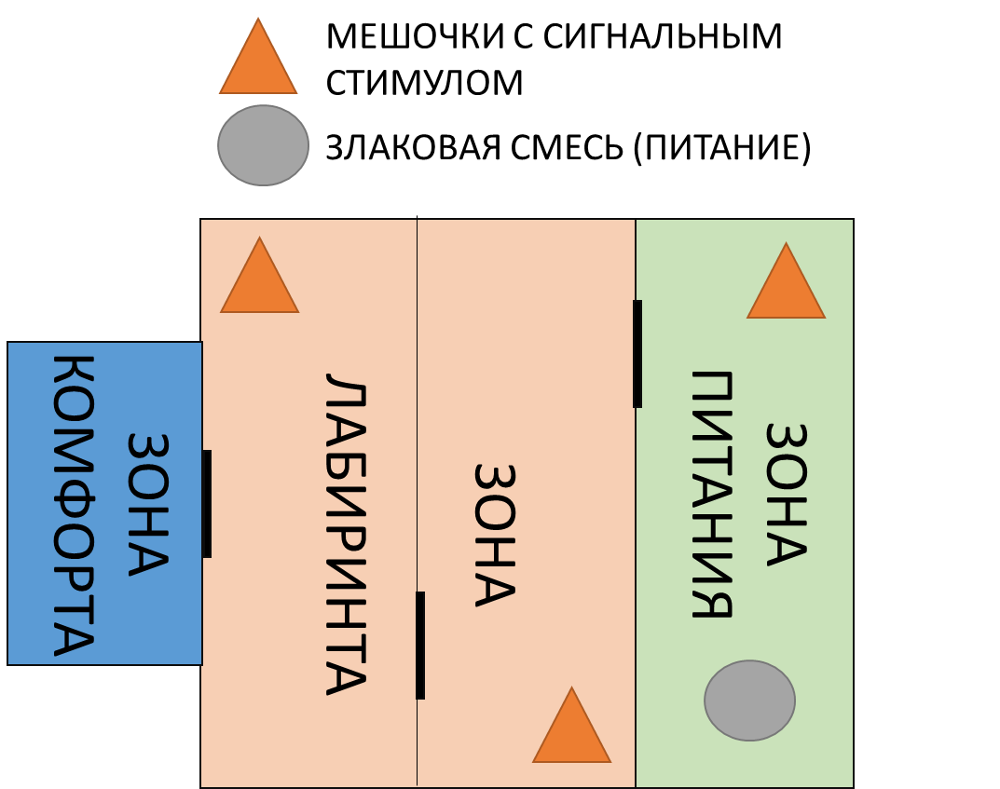 МЕШОЧКИ С СИГНАЛЬНЫМ
СТИМУЛОМ
ЗЛАКОВАЯ СМЕСЬ (ПИТАНИЕ)
ЗОНА
КОМФОРТА
ЗОНА
ЛАБИРИНТА
ЗОНА
ПИТАНИЯ